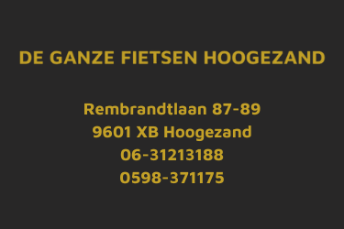 DE GANZE FIETSEN HOOGEZAND
Rembrandtlaan 87-89
9601 XB Hoogezand
06-31213188
0598-371175